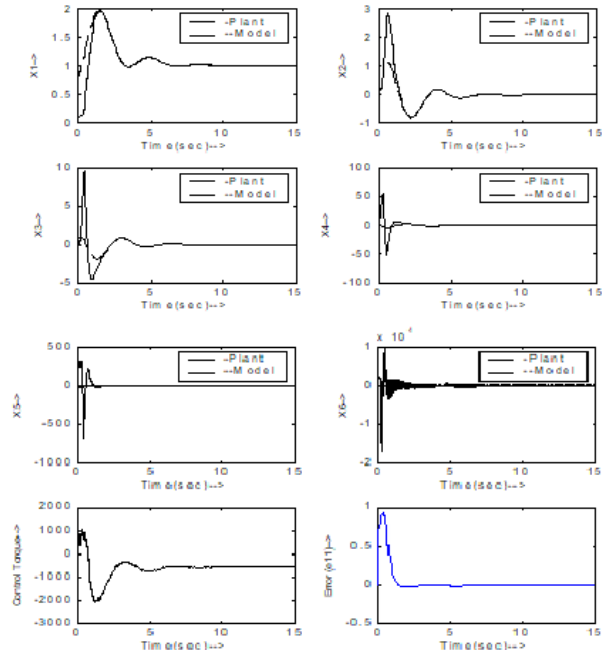 2
1.5
1
0.5
0
X1-->
-Plant
--Model
0 5 10 15
Time(sec)-->
3
2
1
0
-1
X2-->
-Plant
--Model
0 5 10 15
Time(sec)-->
10
5
0
-5
X3-->
-Plant
--Model
0 5 10 15
Time(sec)-->
100
50
0
-50
-100
X4-->
-Plant
--Model
0 5 10 15
Time(sec)-->
500
0
-500
-1000
X5-->
-Plant
--Model
0 5 10 15
Time(sec)-->
x 10^4
1
0
-1
-2
X6-->
-Plant
--Model
0 5 10 15
Time(sec)-->
2000
1000
0
-1000
-2000
-3000
Control Torque-->
0 5 10 15
Time(sec)-->
1
0.5
0
-0.5
Error (e11)-->
0 5 10 15
Time(sec)-->